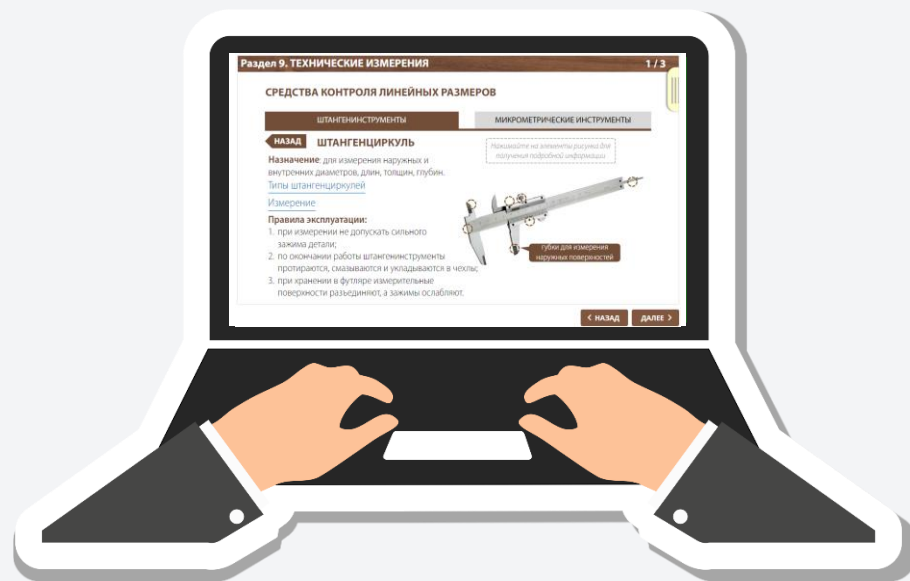 Раздел 9. ТЕХНИЧЕСКИЕ ИЗМЕРЕНИЯ
1 / 3
СРЕДСТВА КОНТРОЛЯ ЛИНЕЙНЫХ РАЗМЕРОВ
ШТАНГЕНИНСТРУМЕНТЫ
МИКРОМЕТРИЧЕСКИЕ ИНСТРУМЕНТЫ
НАЗАД
ШТАНГЕНЦИРКУЛЬ
Нажимайте на элементы рисунка для
получения подробной информации
Назначение: для измерения наружных и
внутренних диаметров, длин, толщин, глубин.
Типы штангенциркулей
Измерение
Правила эксплуатации:
1. при измерении не допускать сильного
зажима детали;
2. по окончании работы штангенинструменты
протираются, смазываются и укладываются в чехлы;
3. при хранении в футляре измерительные
поверхности разъединяют, а зажимы ослабляют.
губки для измерения
наружных поверхностей
< НАЗАД
ДАЛЕЕ >